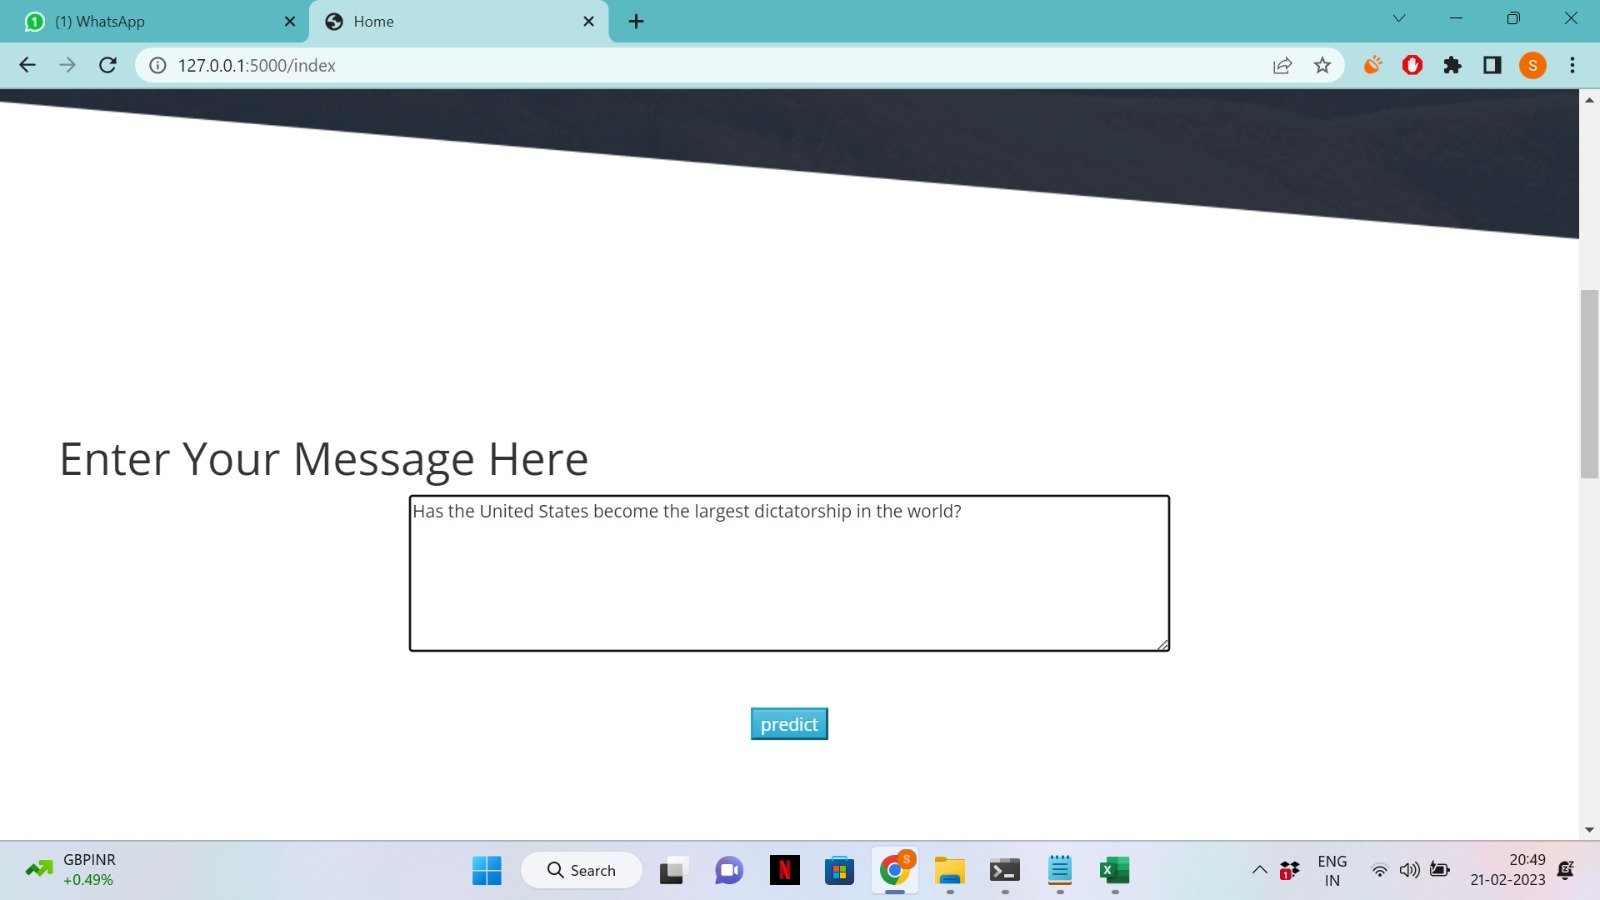 (1) WhatsApp
Home
127.0.0.1:5000/index
S
Enter Your Message Here
Has the United States become the largest dictatorship in the world?
predict
GBPINR
+0.49%
Search
N
S
X
1
ENG
IN
20:49
21-02-2023